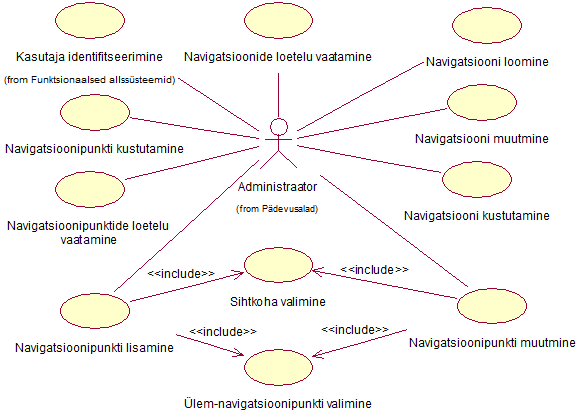 Kasutaja identifitseerimine
(from Funktsionaalsed allssüsteemid)
Navigatsioonide loetelu vaatamine
Navigatsiooni loomine
Navigatsioonipunkti kustutamine
Navigatsiooni muutmine
Navigatsioonipunktide loetelu
vaatamine
Administraator
(from Pädevusalad)
Navigatsiooni kustutamine
<<include>>
<<include>>
Sihtkoha valimine
Navigatsioonipunkti lisamine
<<include>>
<<include>>
Navigatsioonipunkti muutmine
Ülem-navigatsioonipunkti valimine